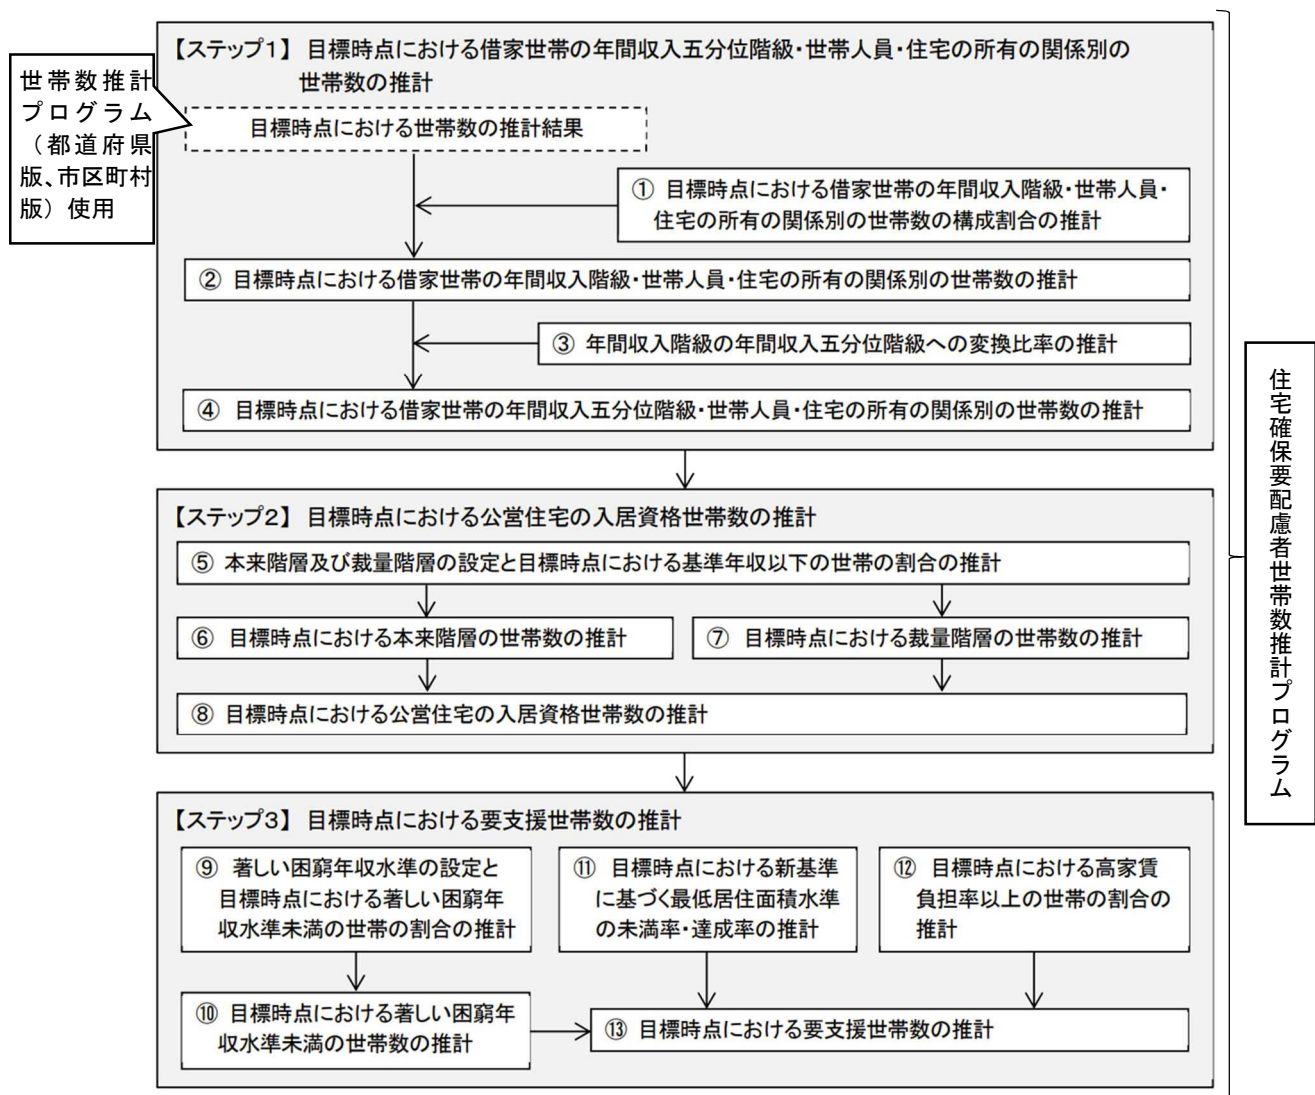 【ステップ1】 目標時点における借家世帯の年間収入五分位階級・世帯人員・住宅の所有の関係別の
世帯数の推計
世帯数推計
プログラム
（都道府県
版、市区町村
版）使用
目標時点における世帯数の推計結果
① 目標時点における借家世帯の年間収入階級・世帯人員・
住宅の所有の関係別の世帯数の構成割合の推計
② 目標時点における借家世帯の年間収入階級・世帯人員・住宅の所有の関係別の世帯数の推計
③ 年間収入階級の年間収入五分位階級への変換比率の推計
④ 目標時点における借家世帯の年間収入五分位階級・世帯人員・住宅の所有の関係別の世帯数の推計
【ステップ2】 目標時点における公営住宅の入居資格世帯数の推計
⑤ 本来階層及び裁量階層の設定と目標時点における基準年収以下の世帯の割合の推計
⑥ 目標時点における本来階層の世帯数の推計
⑦ 目標時点における裁量階層の世帯数の推計
⑧ 目標時点における公営住宅の入居資格世帯数の推計
【ステップ3】 目標時点における要支援世帯数の推計
⑨ 著しい困窮年収水準の設定と
目標時点における著しい困窮年
収水準未満の世帯の割合の推計
⑪ 目標時点における新基準
に基づく最低居住面積水準
の未満率・達成率の推計
⑫ 目標時点における高家賃
負担率以上の世帯の割合の
推計
⑩ 目標時点における著しい困窮年
収水準未満の世帯数の推計
⑬ 目標時点における要支援世帯数の推計
住宅確保要配慮者世帯数推計プログラム